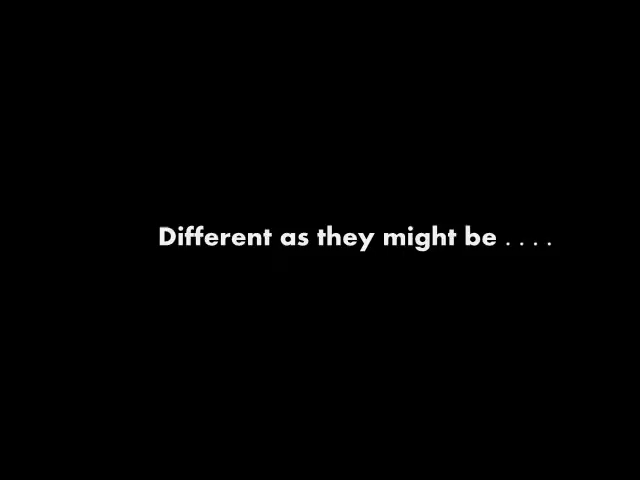 Different as they might be . . . .